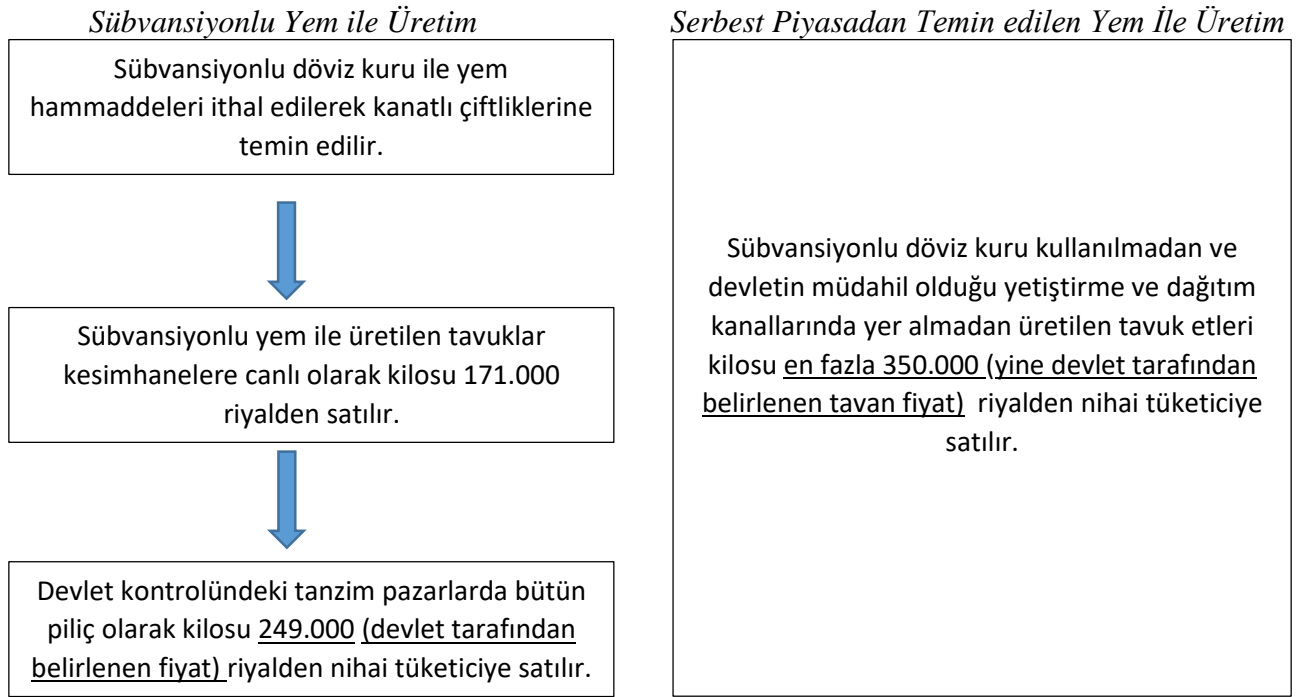 Sübvansiyonlu Yem ile Üretim
Sübvansiyonlu döviz kuru ile yem
hammaddeleri ithal edilerek kanatlı çiftliklerine
temin edilir.
Sübvansiyonlu yem ile üretilen tavuklar
kesimhanelere canlı olarak kilosu 171.000
riyalden satılır.
Devlet kontrolündeki tanzim pazarlarda bütün
piliç olarak kilosu 249.000 (devlet tarafından
belirlenen fiyat) riyalden nihai tüketiciye satılır.
Serbest Piyasadan Temin edilen Yem İle Üretim
Sübvansiyonlu döviz kuru kullanılmadan ve
devletin müdahil olduğu yetiştirme ve dağıtım
kanallarında yer almadan üretilen tavuk etleri
kilosu en fazla 350.000 (yine devlet tarafından
belirlenen tavan fiyat) riyalden nihai tüketiciye
satılır.